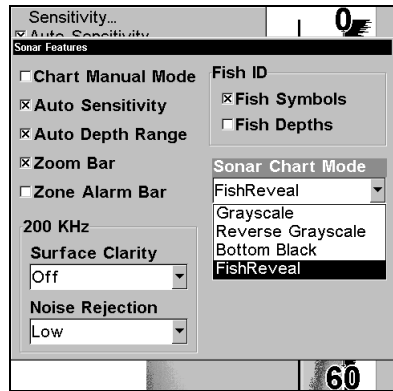 Sensitivity...
Auto Sensitivity
0
Sonar Features
Chart Manual Mode
Auto Sensitivity
Auto Depth Range
Zoom Bar
Zone Alarm Bar
Fish ID
Fish Symbols
Fish Depths
Sonar Chart Mode
FishReveal
Grayscale
Reverse Grayscale
Bottom Black
FishReveal
200 KHz
Surface Clarity
Off
Noise Rejection
Low
60